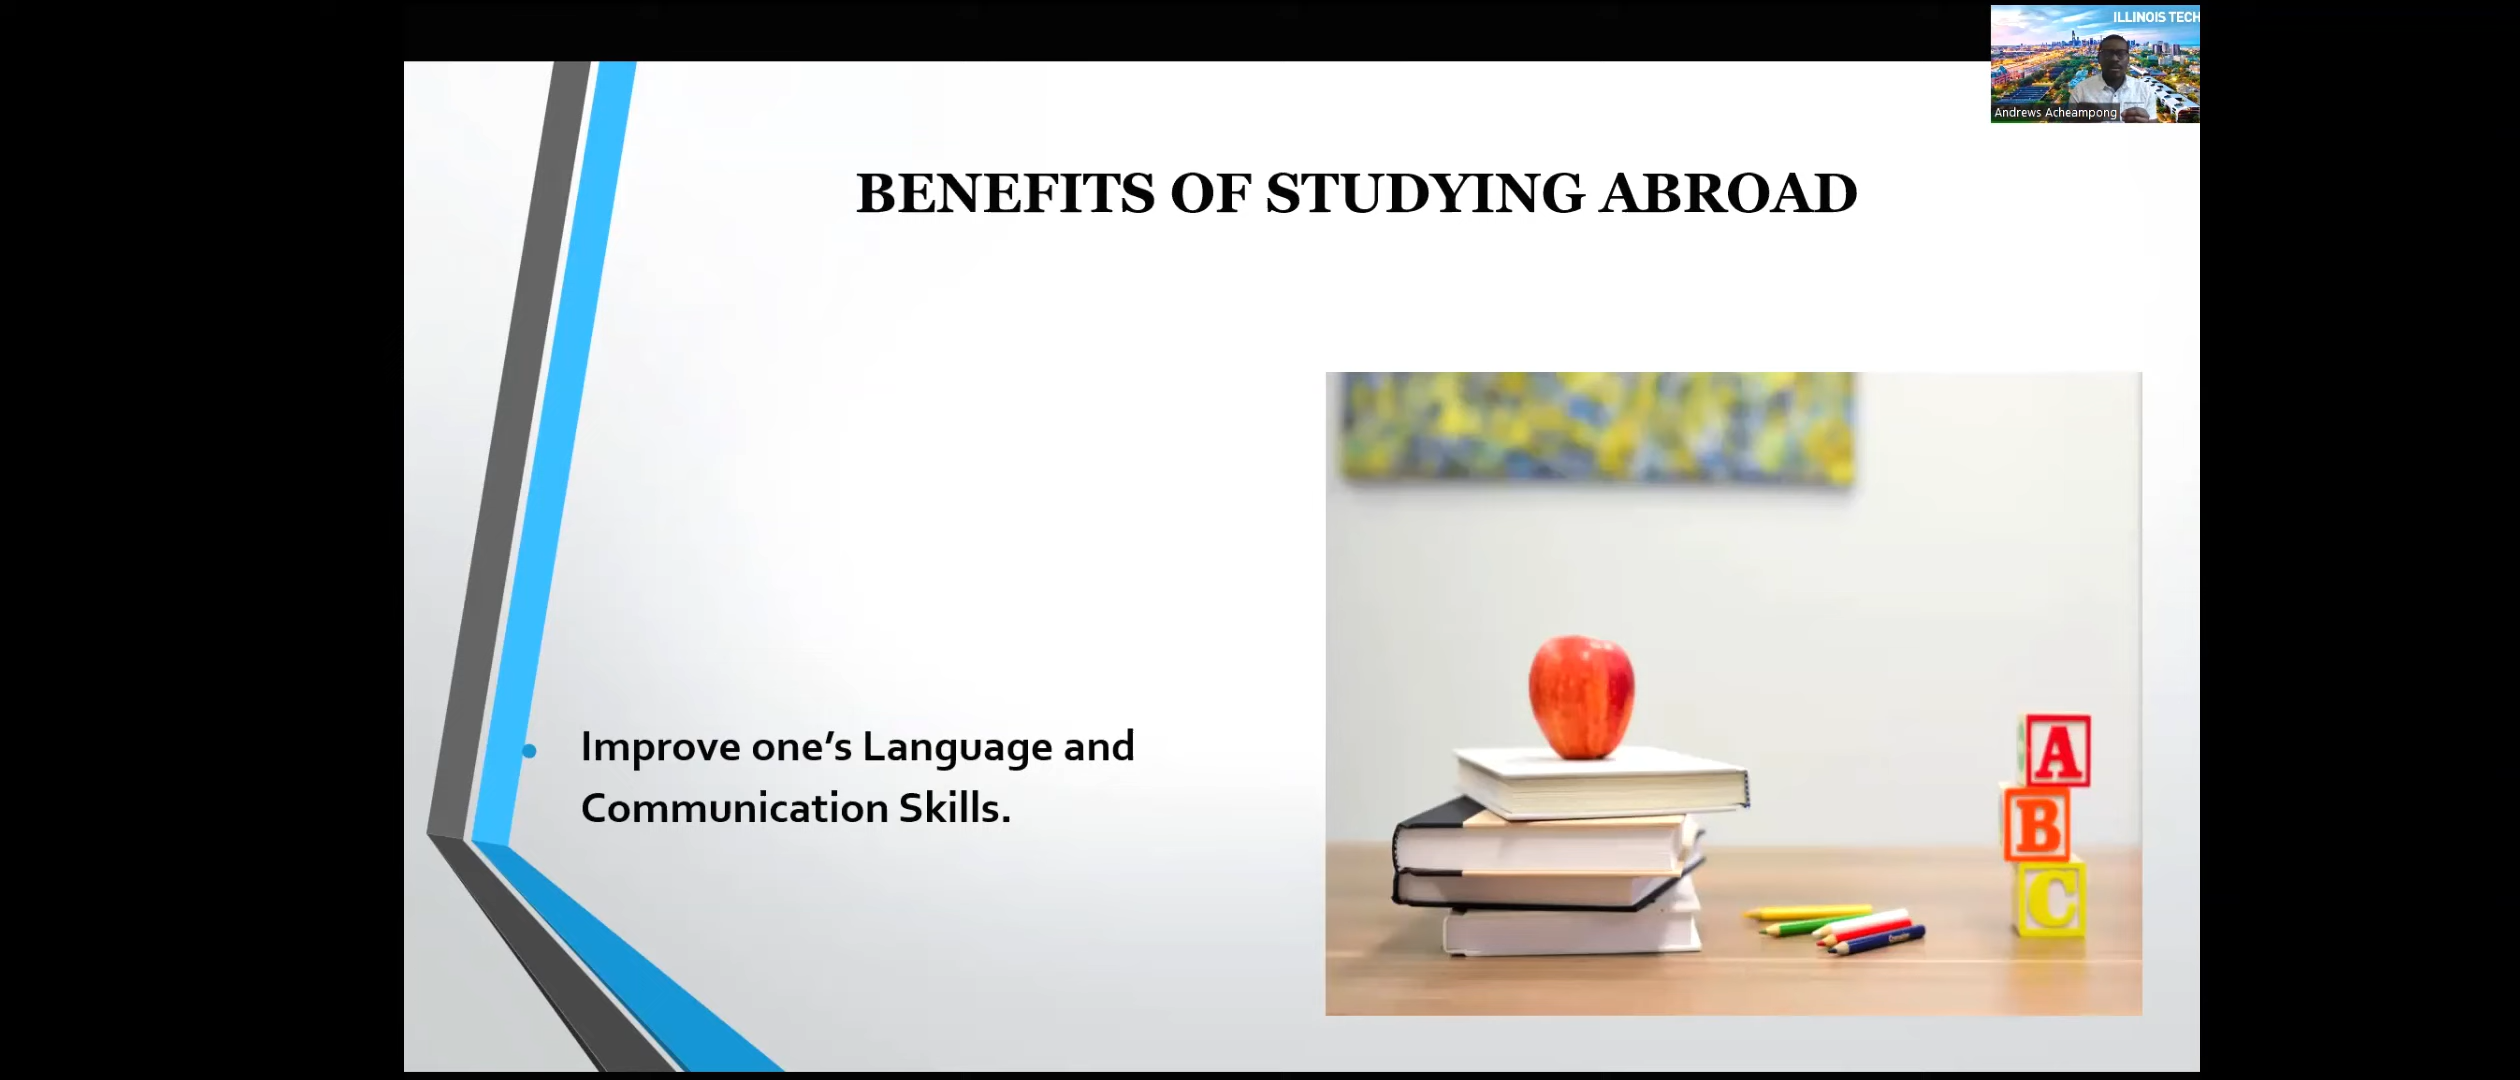 ILLINOIS TECH
Andrews Acheampong
BENEFITS OF STUDYING ABROAD
• Improve one’s Language and
Communication Skills.
A
B
C